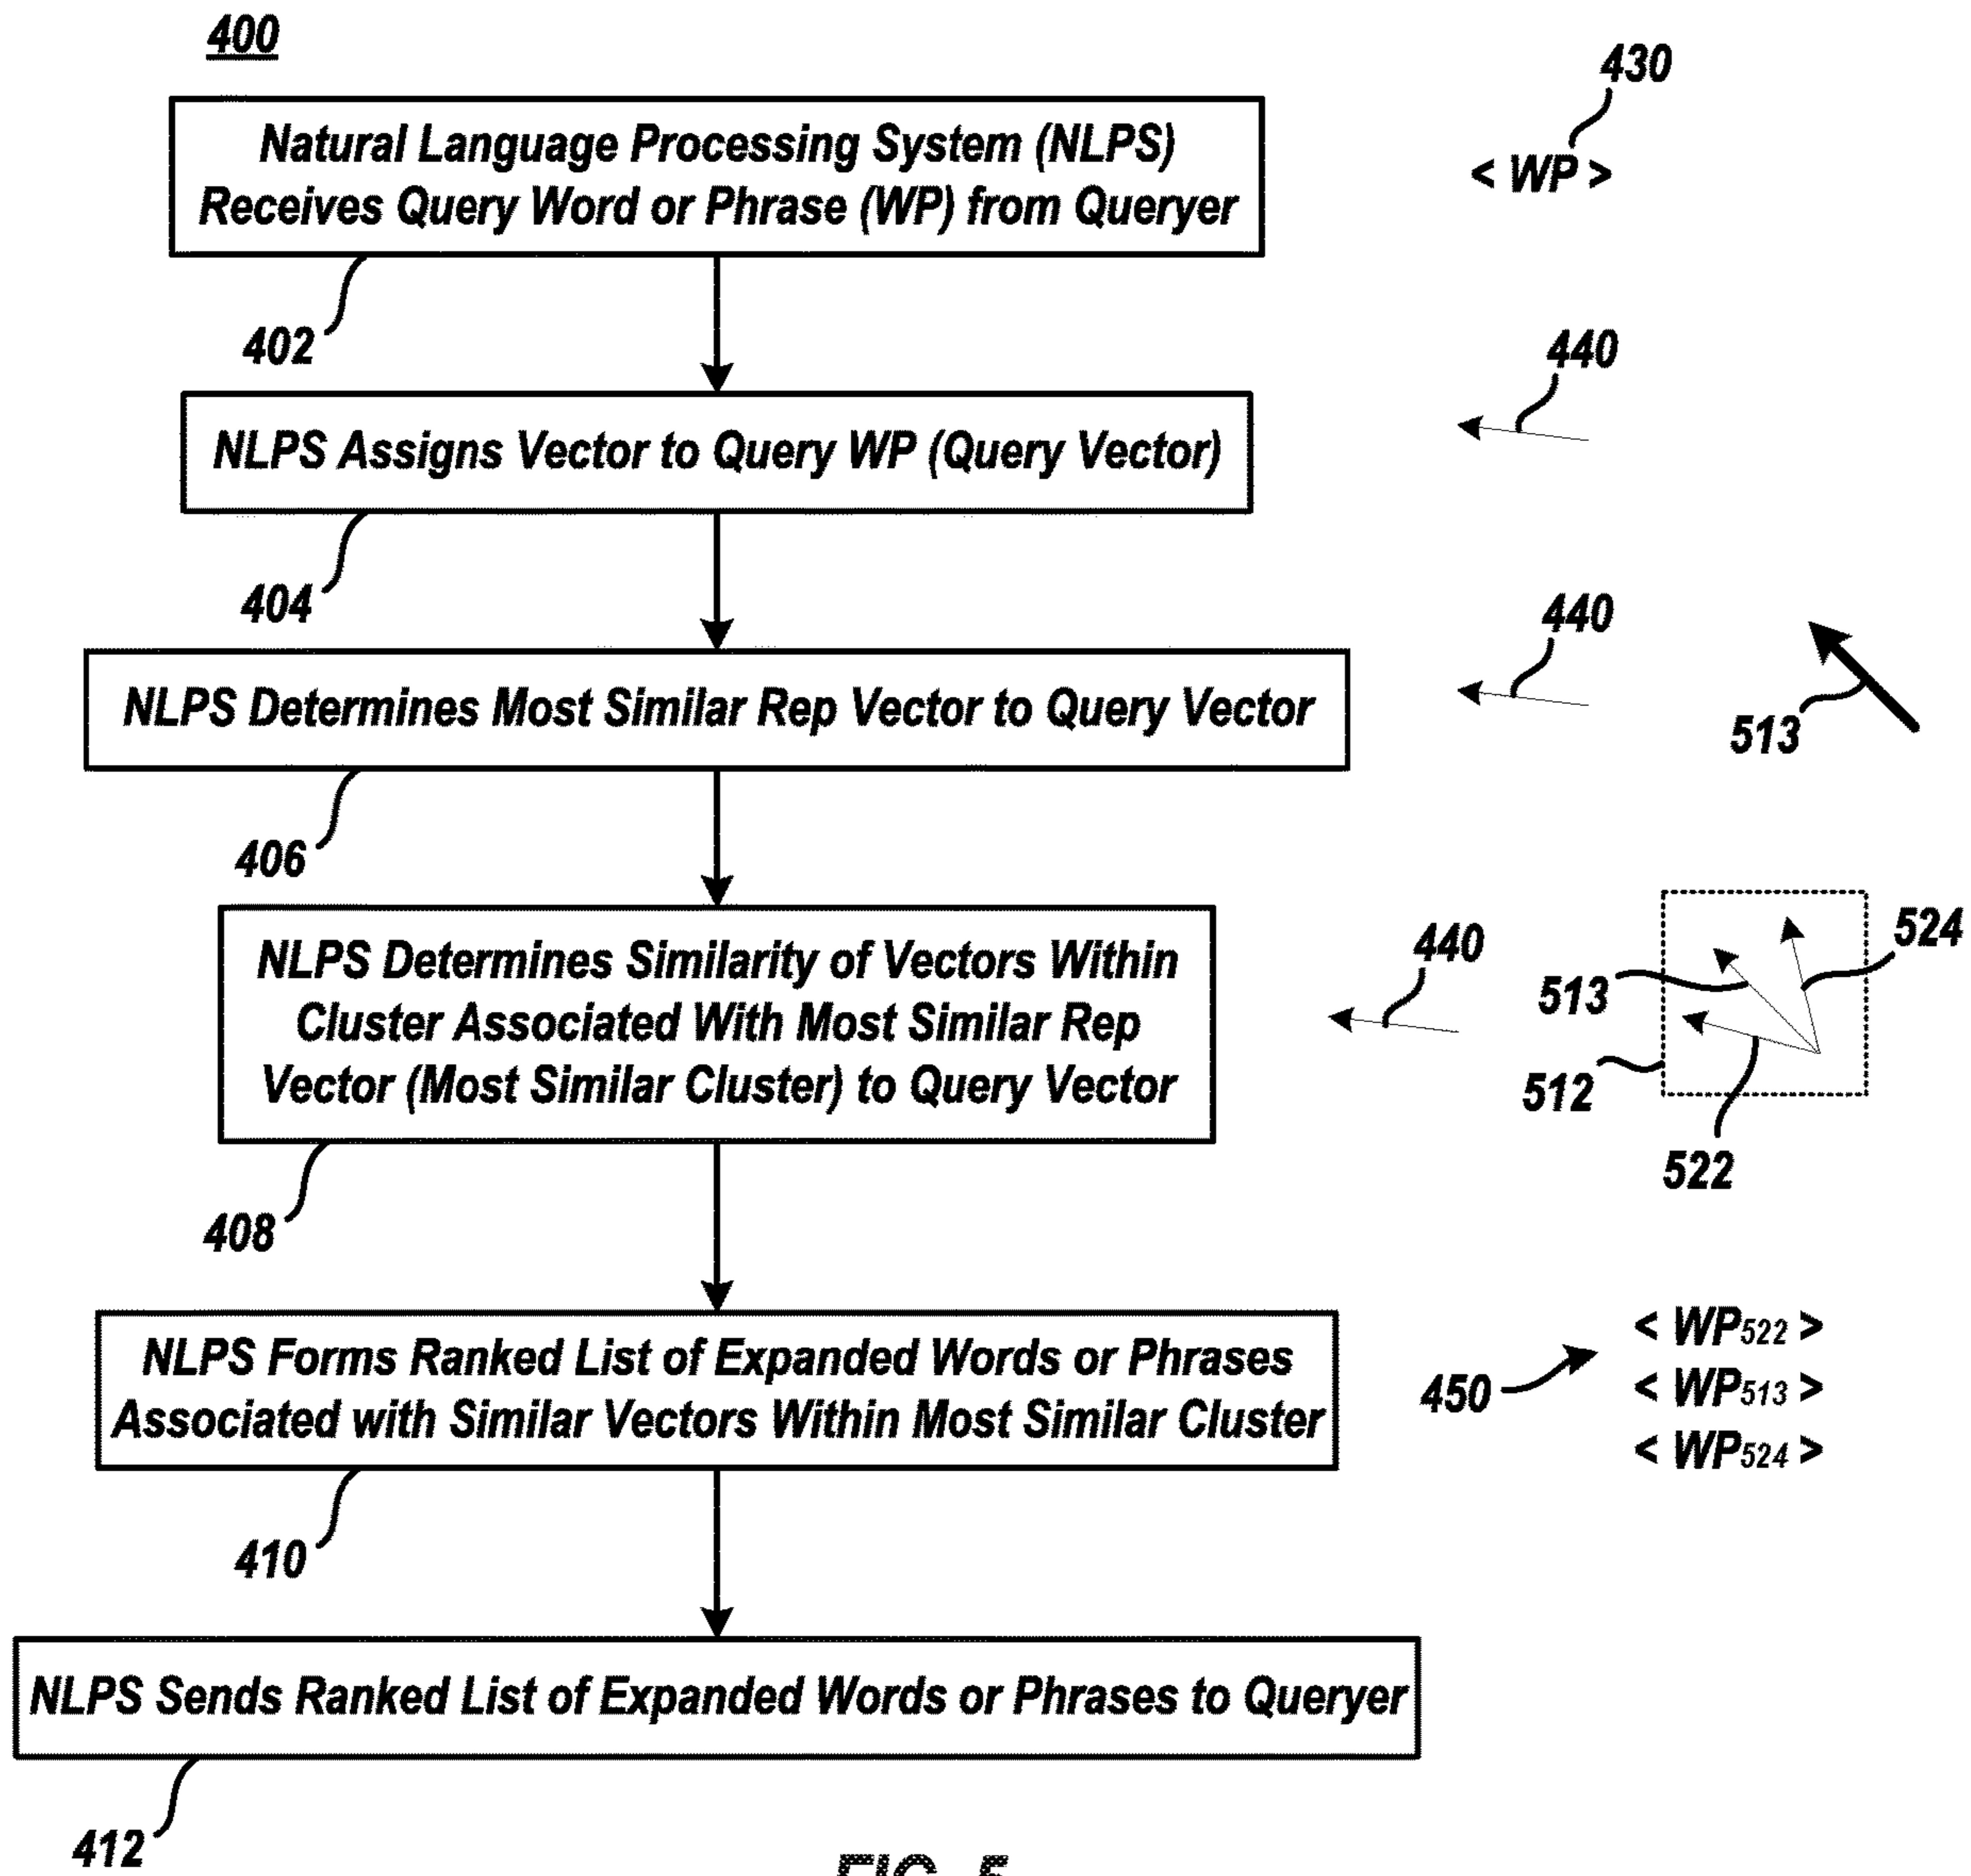 400
430
Natural Language Processing System (NLPS)
Receives Query Word or Phrase (WP) from Queryer
< WP >
402
440
NLPS Assigns Vector to Query WP (Query Vector)
404
440
NLPS Determines Most Similar Rep Vector to Query Vector
513
406
NLPS Determines Similarity of Vectors Within
Cluster Associated With Most Similar Rep
Vector (Most Similar Cluster) to Query Vector
440
524
513
512
522
408
NLPS Forms Ranked List of Expanded Words or Phrases
Associated with Similar Vectors Within Most Similar Cluster
450
< WP522 >
< WP513 >
< WP524 >
410
NLPS Sends Ranked List of Expanded Words or Phrases to Queryer
412
FIG. 5